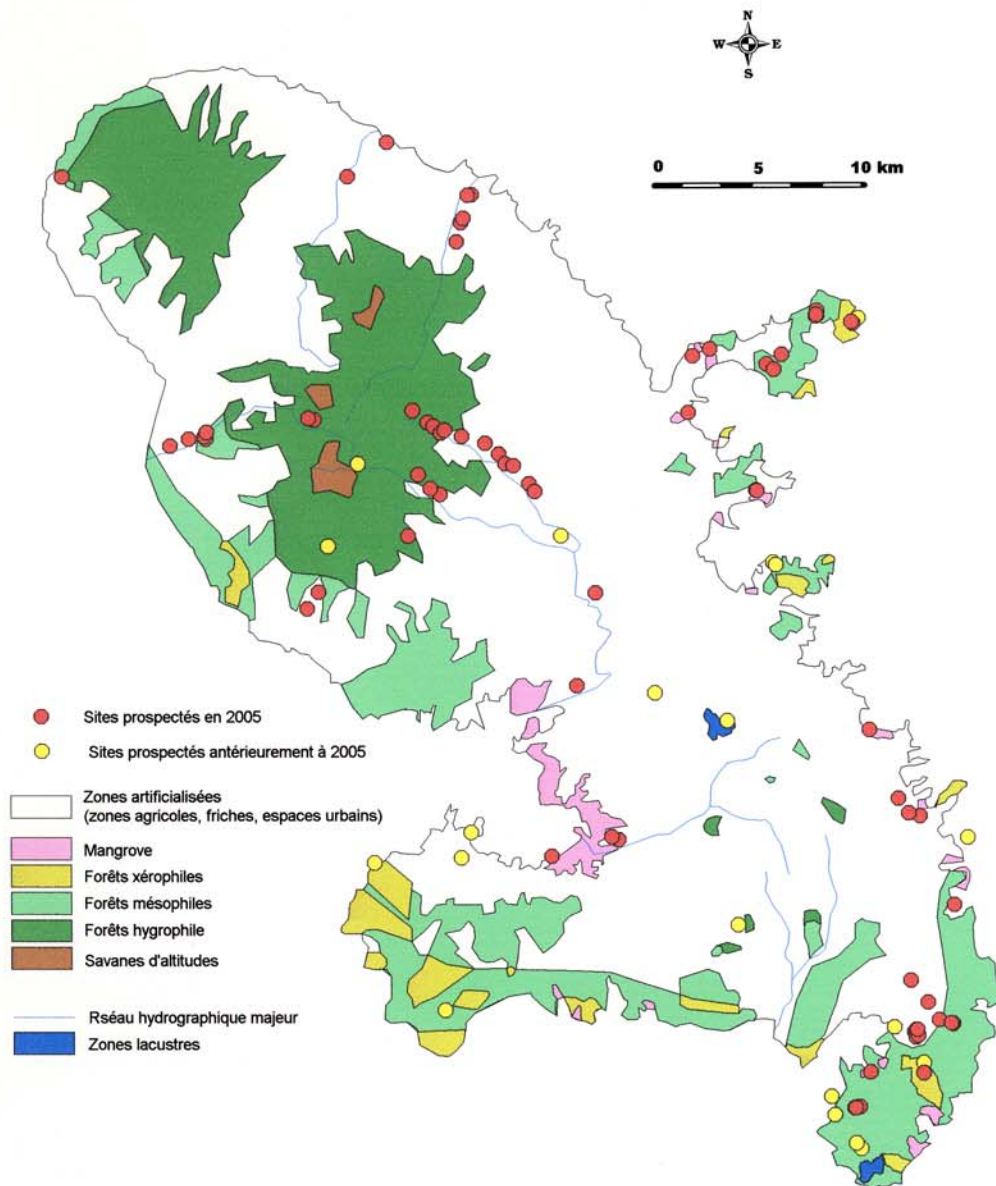 N
W E
S
0 5 10 km
Sites prospectés en 2005
Sites prospectés antérieurement à 2005
Zones artificialisées
(zones agricoles, friches, espaces urbains)
Mangrove
Forêts xérophiles
Forêts mésophiles
Forêts hygrophile
Savanes d'altitudes
Rséau hydrographique majeur
Zones lacustres